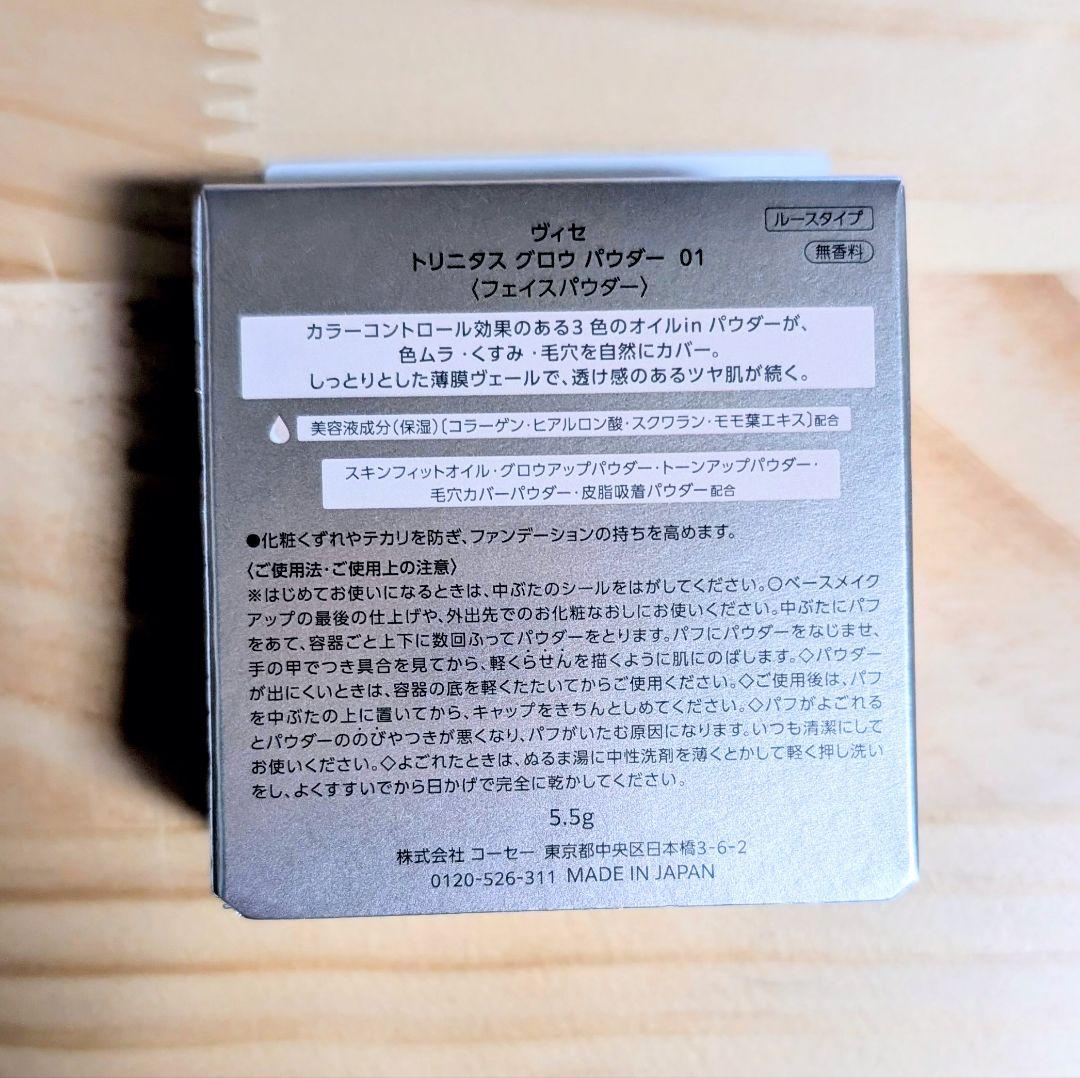 ルースタイプ
ヴィセ
無香料
トリニタス グロウ パウダー 01
〈フェイスパウダー〉
カラーコントロール効果のある3色のオイルin パウダーが、
色ムラ・くすみ・毛穴を自然にカバー。
しっとりとした薄膜ヴェールで、透け感のあるツヤ肌が続く。
美容液成分(保湿)〔コラーゲン・ヒアルロン酸・スクワラン・モモ葉エキス〕配合
スキンフィットオイル・グロウアップパウダー・トーンアップパウダー・
毛穴カバーパウダー・皮脂吸着パウダー配合
●化粧くずれやテカリを防ぎ、ファンデーションの持ちを高めます。
〈ご使用法・ご使用上の注意〉
※はじめてお使いになるときは、中ぶたのシールをはがしてください。○ベースメイク
アップの最後の仕上げや、外出先でのお化粧なおしにお使いください。中ぶたにパフ
をあて、容器ごと上下に数回ふってパウダーをとります。パフにパウダーをなじませ、
手の甲でつき具合を見てから、軽くらせんを描くように肌にのばします。◇パウダー
が出にくいときは、容器の底を軽くたたいてからご使用ください。◇ご使用後は、パフ
を中ぶたの上に置いてから、キャップをきちんとしめてください。◇パフがよごれる
とパウダーののびやつきが悪くなり、パフがいたむ原因になります。いつも清潔にして
お使いください。◇よごれたときは、ぬるま湯に中性洗剤を薄くとかして軽く押し洗い
をし、よくすすいでから日かげで完全に乾かしてください。
5.5g
株式会社 コーセー 東京都中央区日本橋3-6-2
0120-526-311 MADE IN JAPAN